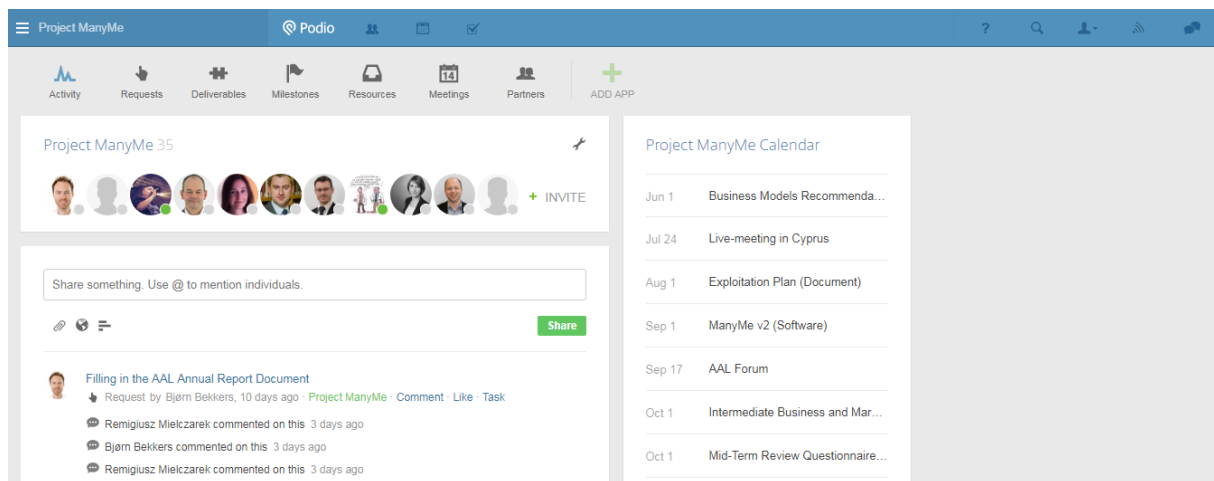 Project ManyMe
Podio
?
Activity
Requests
Deliverables
Milestones
Resources
14
Meetings
Partners
ADD APP
Project ManyMe 35
+ INVITE
Share something. Use @ to mention individuals.
Share
Filling in the AAL Annual Report Document
Request by Bjørn Bekkers, 10 days ago · Project ManyMe · Comment · Like · Task
Remigiusz Mielczarek commented on this 3 days ago
Bjørn Bekkers commented on this 3 days ago
Remigiusz Mielczarek commented on this 3 days ago
Project ManyMe Calendar
Jun 1 Business Models Recommenda...
Jul 24 Live-meeting in Cyprus
Aug 1 Exploitation Plan (Document)
Sep 1 ManyMe v2 (Software)
Sep 17 AAL Forum
Oct 1 Intermediate Business and Mar...
Oct 1 Mid-Term Review Questionnaire...